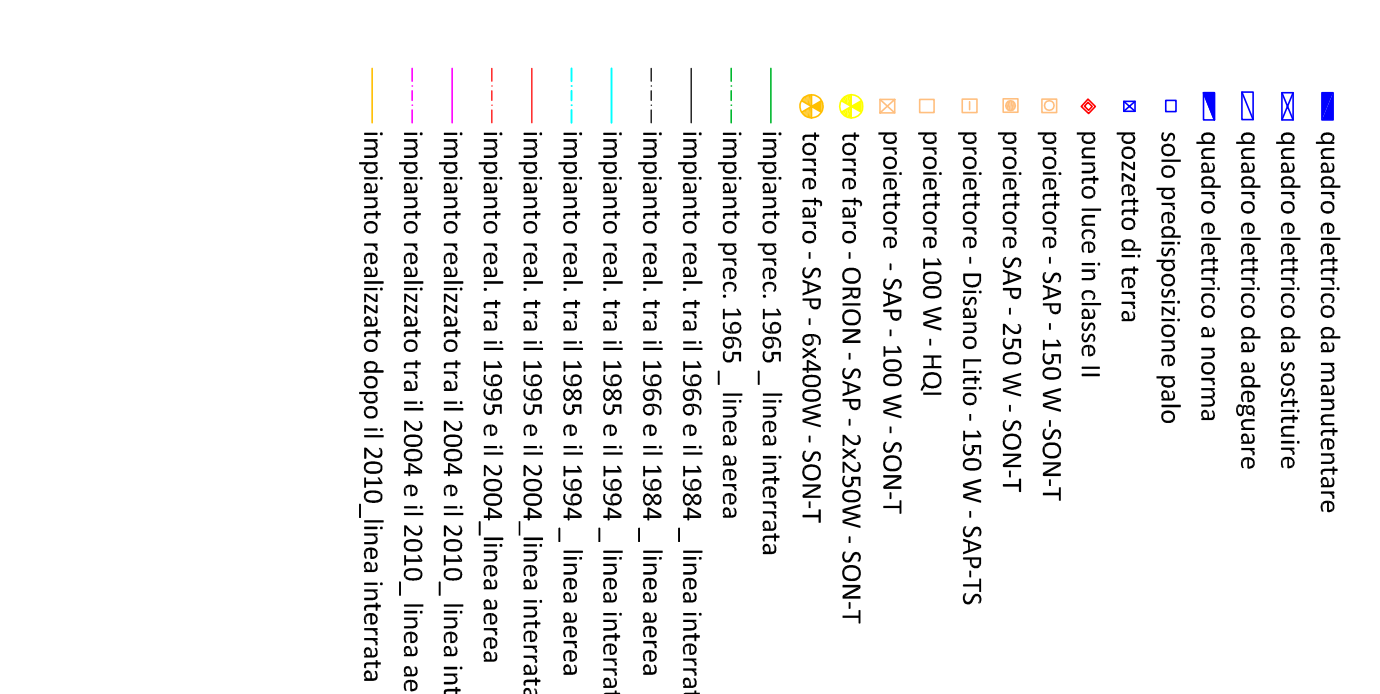 quadro elettrico da manutentare
quadro elettrico da sostituire
quadro elettrico da adeguare
quadro elettrico a norma
solo predisposizione palo
pozzetto di terra
punto luce in classe II
proiettore - SAP - 150 W -SON-T
proiettore SAP - 250 W - SON-T
proiettore - Disano Litio - 150 W - SAP-TS
proiettore 100 W - HQI
proiettore - SAP - 100 W - SON-T
torre faro - ORION - SAP - 2x250W - SON-T
torre faro - SAP - 6x400W - SON-T
impianto prec. 1965 _ linea interrata
impianto prec. 1965 _ linea aerea
impianto real. tra il 1966 e il 1984 _ linea interrat
impianto real. tra il 1966 e il 1984 _ linea aerea
impianto real. tra il 1985 e il 1994 _ linea interrat
impianto real. tra il 1985 e il 1994 _ linea aerea
impianto real. tra il 1995 e il 2004_linea interrata
impianto real. tra il 1995 e il 2004_linea aerea
impianto realizzato tra il 2004 e il 2010_ linea int
impianto realizzato tra il 2004 e il 2010_ linea ae
impianto realizzato dopo il 2010_linea interrata